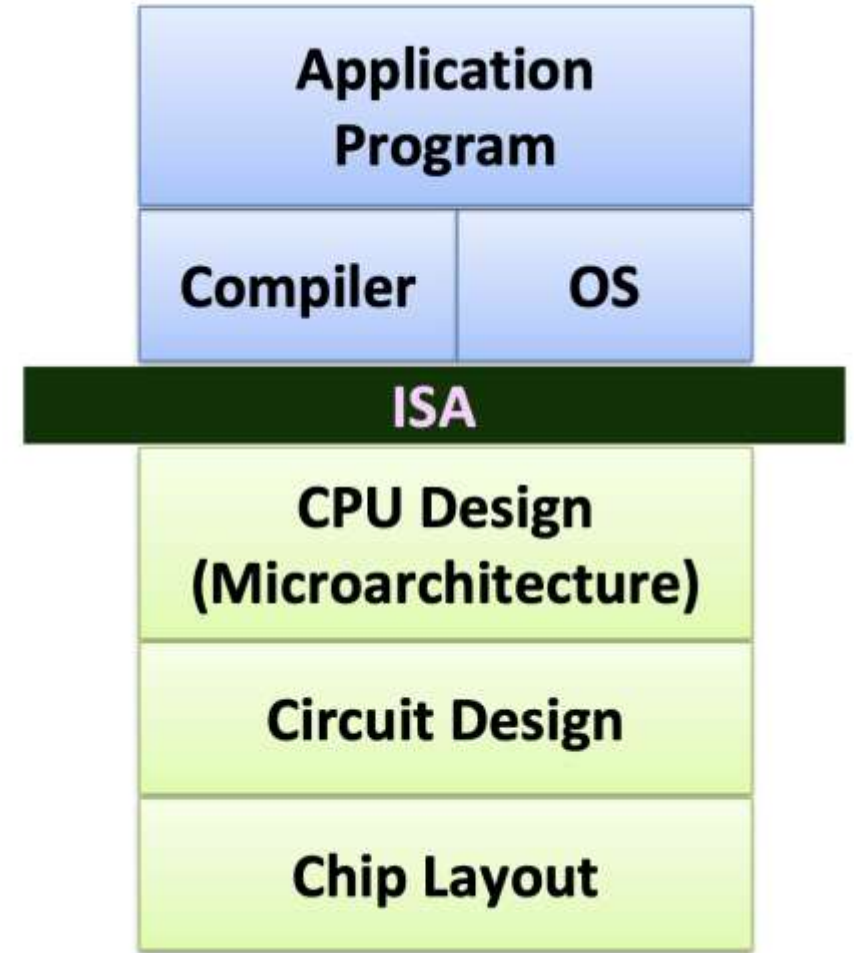 Application
Program
Compiler
OS
ISA
CPU Design
(Microarchitecture)
Circuit Design
Chip Layout